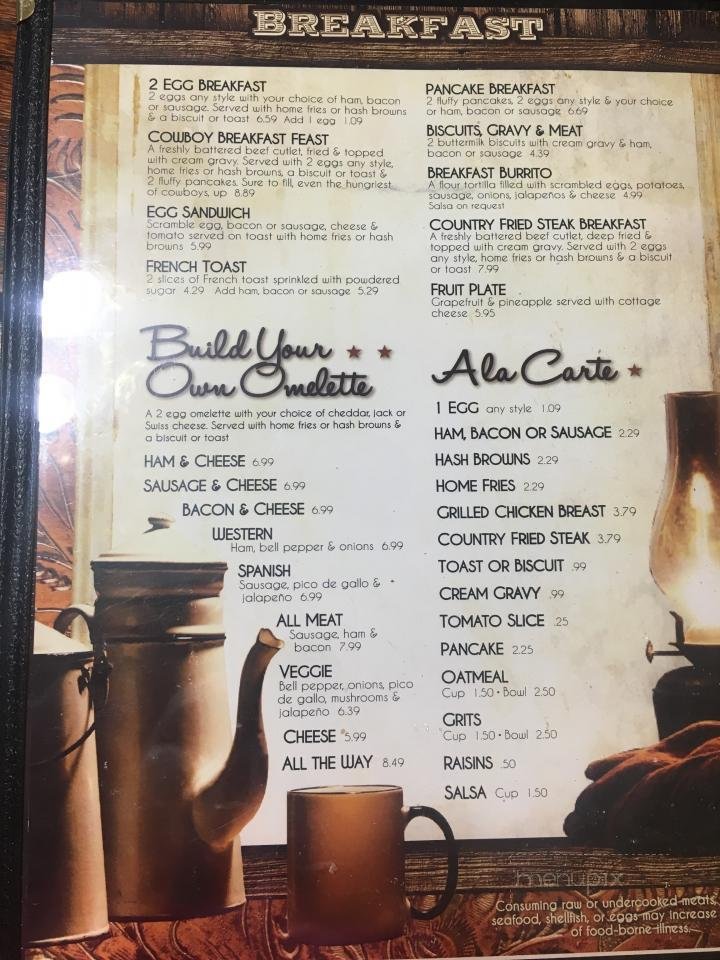 BREAKFAST
2 EGG BREAKFAST
2 eggs any style with your choice of ham, bacon
or sausage. Served with home fries or hash browns
& a biscuit or toast 6.59 Add 1 egg 1.09
COWBOY BREAKFAST FEAST
A freshly battered beef cutlet, fried & topped
with cream gravy. Served with 2 eggs any style,
home fries or hash browns, a biscuit or toast &
2 fluffy pancakes. Sure to fill, even the hungriest
of cowboys, up 8.89
EGG SANDWICH
Scramble egg, bacon or sausage, cheese &
tomato served on toast with home fries or hash
browns 5.99
FRENCH TOAST
2 slices of French toast sprinkled with powdered
sugar 4.29 Add ham, bacon or sausage 5.29
PANCAKE BREAKFAST
2 fluffy pancakes, 2 eggs any style & your choice
or ham, bacon or sausage 6.69
BISCUITS, GRAVY & MEAT
2 buttermilk biscuits with cream gravy & ham,
bacon or sausage 4.39
BREAKFAST BURRITO
A flour tortilla filled with scrambled eggs, potatoes,
sausage, onions, jalapeños & cheese 4.99
Salsa on request
COUNTRY FRIED STEAK BREAKFAST
A freshly battered beef cutlet, deep fried &
topped with cream gravy. Served with 2 eggs
any style, home fries or hash browns & a biscuit
or toast 7.99
FRUIT PLATE
Grapefruit & pineapple served with cottage
cheese 5.95
Build Your
Own Omelette
A 2 egg omelette with your choice of cheddar, jack or
Swiss cheese. Served with home fries or hash browns &
a biscuit or toast
HAM & CHEESE 6.99
SAUSAGE & CHEESE 6.99
BACON & CHEESE 6.99
WESTERN
Ham, bell pepper & onions 6.99
SPANISH
Sausage, pico de gallo &
jalapeño 6.99
ALL MEAT
Sausage, ham &
bacon 7.99
VEGGIE
Bell pepper, onions, pico
de gallo, mushrooms &
jalapeño 6.39
CHEESE 5.99
ALL THE WAY 8.49
A la Carte
1 EGG any style 1.09
HAM, BACON OR SAUSAGE 2.29
HASH BROWNS 2.29
HOME FRIES 2.29
GRILLED CHICKEN BREAST 3.79
COUNTRY FRIED STEAK 3.79
TOAST OR BISCUIT .99
CREAM GRAVY .99
TOMATO SLICE .25
PANCAKE 2.25
OATMEAL
Cup 1.50 • Bowl 2.50
GRITS
Cup 1.50 • Bowl 2.50
RAISINS .50
SALSA Cup 1.50
menupix
Consuming raw or undercooked meats,
seafood, shellfish, or eggs may increase
of food-borne illness.